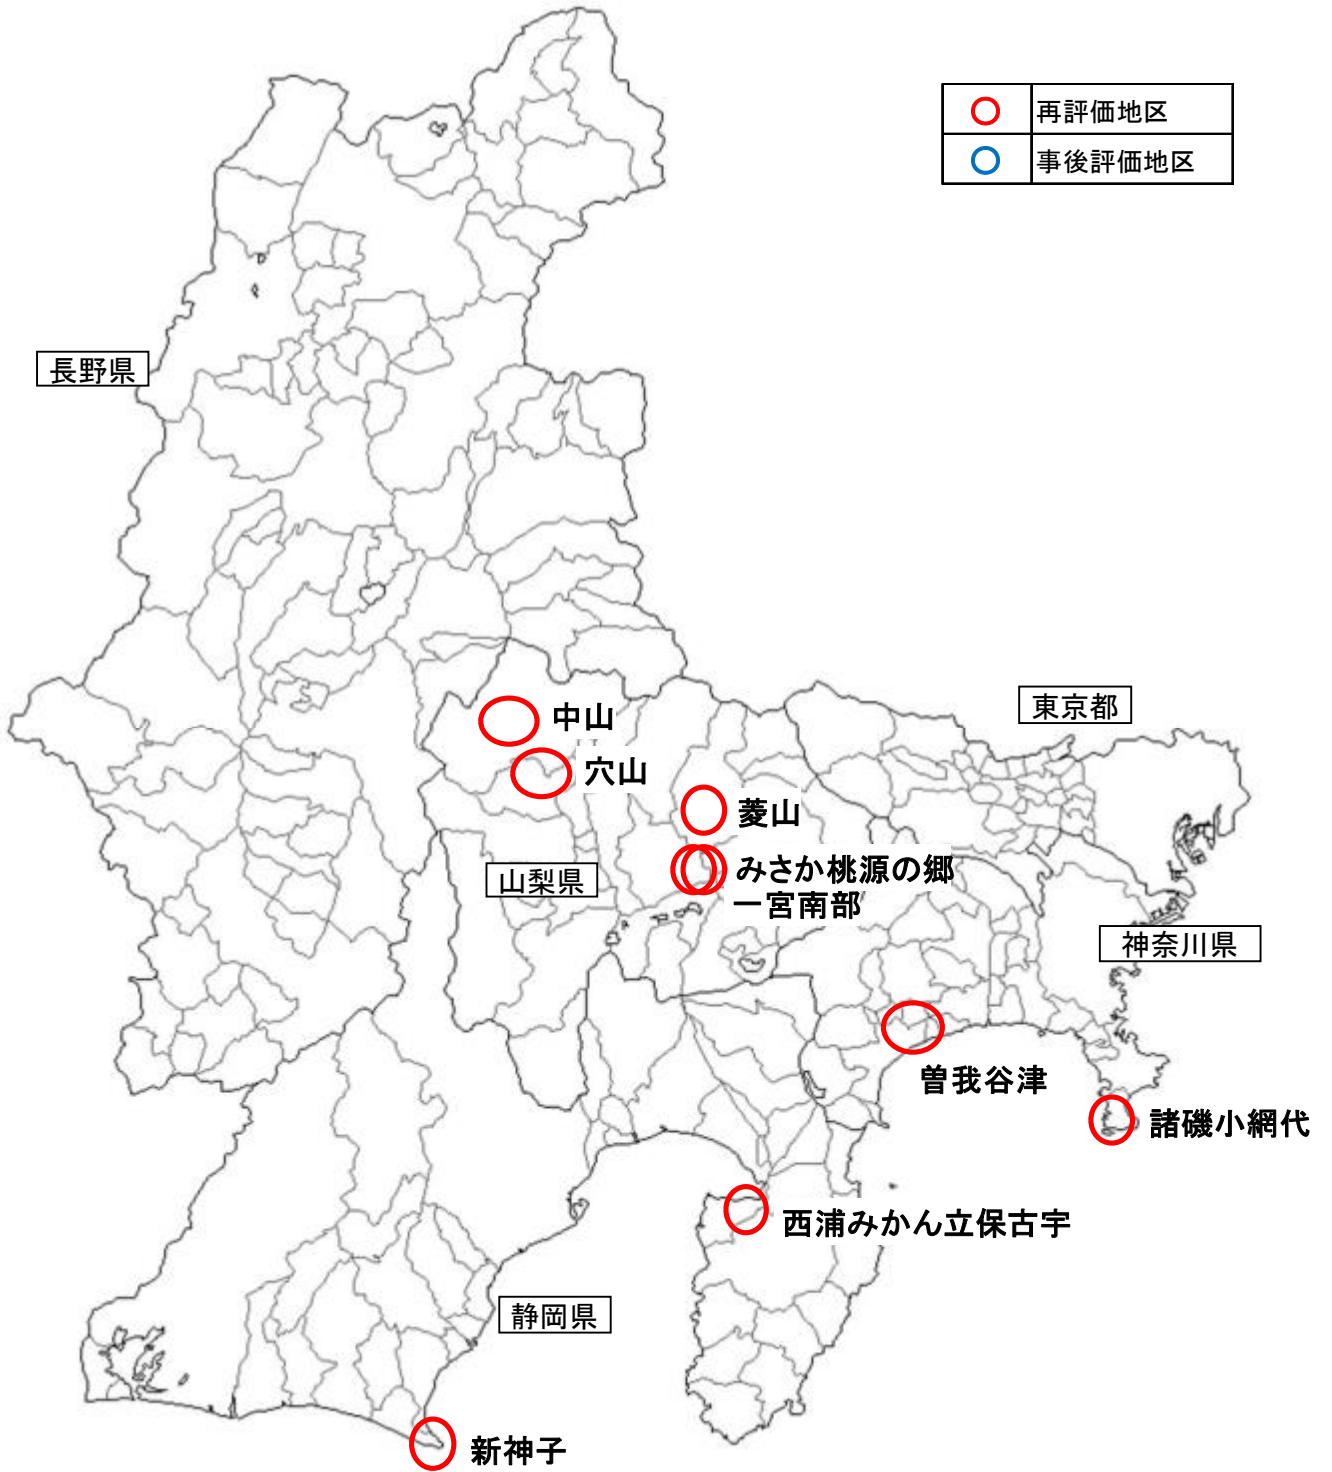 再評価地区
事後評価地区
長野県
東京都
中山
穴山
菱山
山梨県
みさか桃源の郷
一宮南部
神奈川県
曽我谷津
諸磯小網代
西浦みかん立保古宇
静岡県
新神子